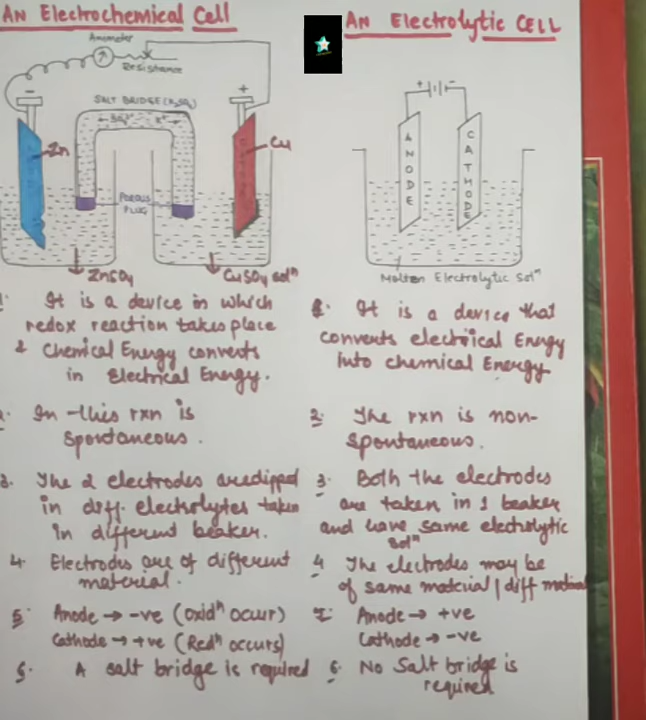 AN Electrochemical Cell
Ammeter
Resistance
-
+
SALT BRIDGE (K₂SO₄)
Zn
Cu
POROUS
PLUG
ZnSO₄
CuSO₄ solⁿ
It is a device in which
redox reaction takes place
& Chemical Energy converts
in Electrical Energy.
In this rxn is
spontaneous.
3. The 2 electrodes are dipped
in diff. electrolytes taken
in different beaker.
4. Electrodes are of different
material.
5. Anode → -ve (Oxidⁿ occur)
Cathode → +ve (Redⁿ occurs)
6. A salt bridge is required
AN Electrolytic CELL
+ -
ANODE
CATHODE
Molten Electrolytic Solⁿ
It is a device that
converts electrical Energy
into chemical Energy
2. The rxn is non-
spontaneous.
3. Both the electrodes
are taken in 1 beaker
and have same electrolytic
solⁿ
4 The electrodes may be
of same material / diff material
Anode → +ve
Cathode → -ve
6. No Salt bridge is
required